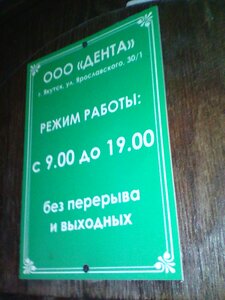 ООО «ДЕНТА»
г. Якутск, ул. Ярославского, 30/1
РЕЖИМ РАБОТЫ:
с 9.00 до 19.00
без перерыва
и выходных